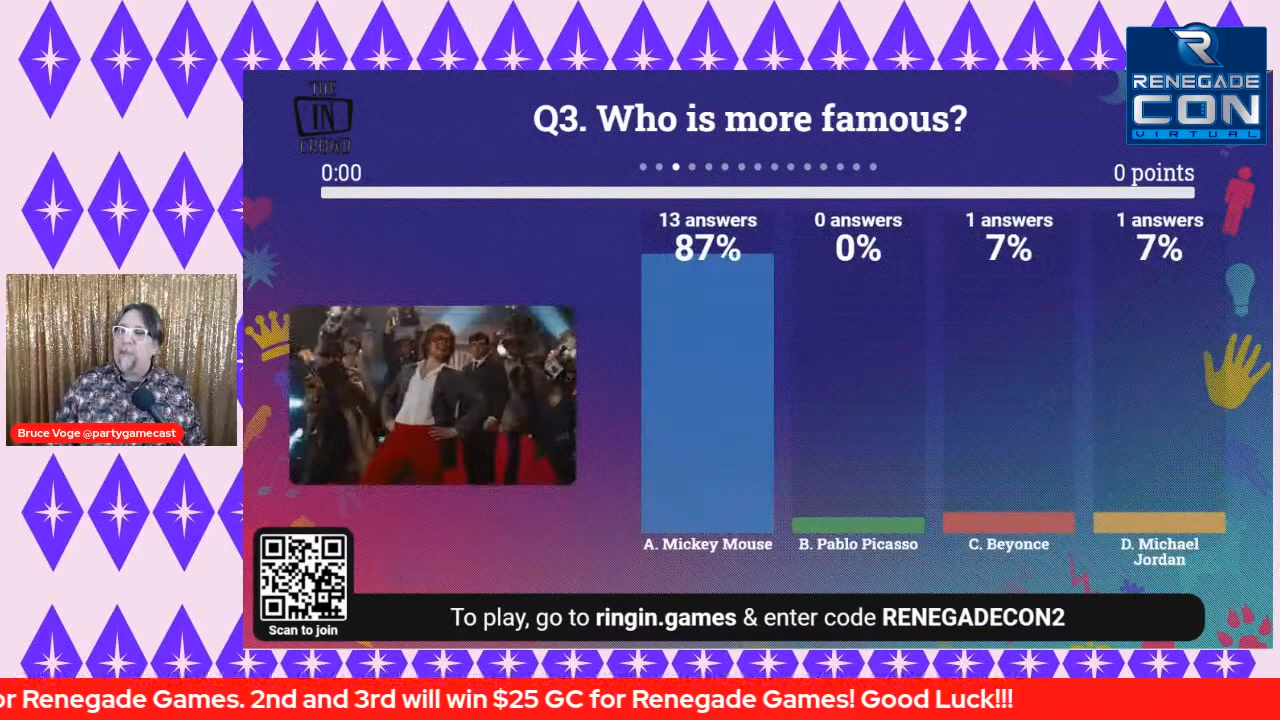 RENEGADE
CON
VIRTUAL
THE
IN
CROWD
Q3. Who is more famous?
0:00
0 points
13 answers
87%
0 answers
0%
1 answers
7%
1 answers
7%
A. Mickey Mouse
B. Pablo Picasso
C. Beyonce
D. Michael
Jordan
Bruce Voge @partygamecast
Scan to join
To play, go to ringin.games & enter code RENEGADECON2
or Renegade Games. 2nd and 3rd will win $25 GC for Renegade Games! Good Luck!!!